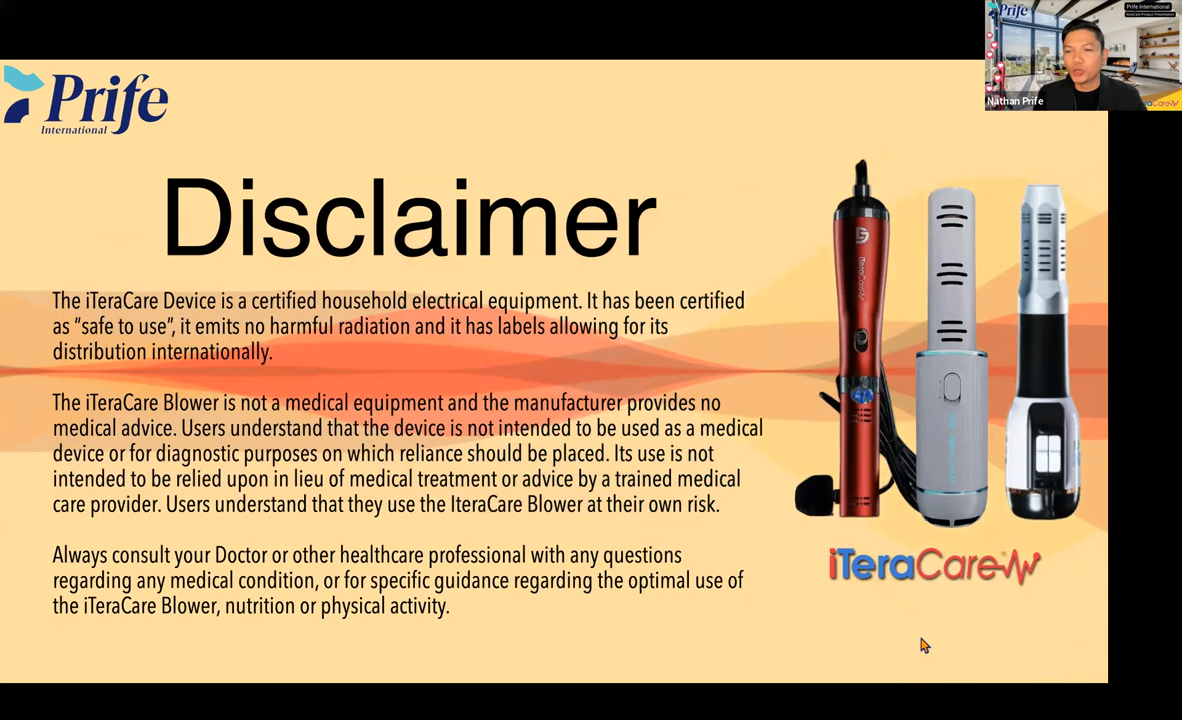 Prife
International
Disclaimer
The iTeraCare Device is a certified household electrical equipment. It has been certified
as “safe to use”, it emits no harmful radiation and it has labels allowing for its
distribution internationally.
The iTeraCare Blower is not a medical equipment and the manufacturer provides no
medical advice. Users understand that the device is not intended to be used as a medical
device or for diagnostic purposes on which reliance should be placed. Its use is not
intended to be relied upon in lieu of medical treatment or advice by a trained medical
care provider. Users understand that they use the IteraCare Blower at their own risk.
Always consult your Doctor or other healthcare professional with any questions
regarding any medical condition, or for specific guidance regarding the optimal use of
the iTeraCare Blower, nutrition or physical activity.
iTeraCare
iTeraCare
Prife
Prife International
Nathan Prife